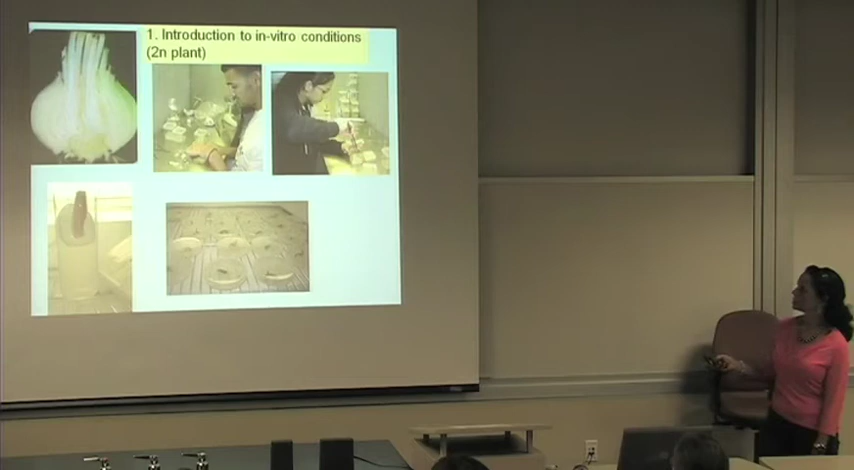 1. Introduction to in-vitro conditions
(2n plant)